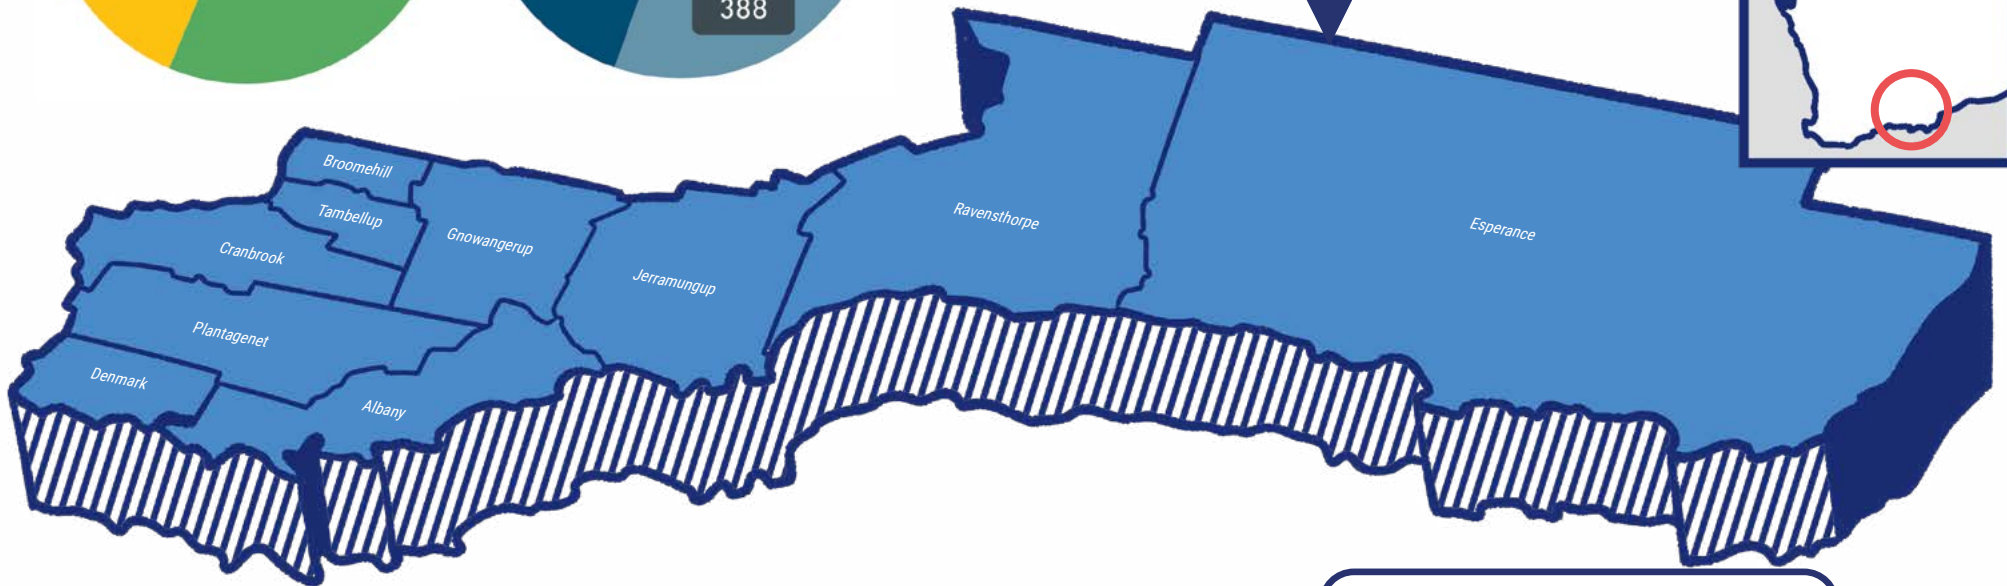 388
Broomehill
Tambellup
Gnowangerup
Cranbrook
Jerramungup
Ravensthorpe
Esperance
Plantagenet
Denmark
Albany